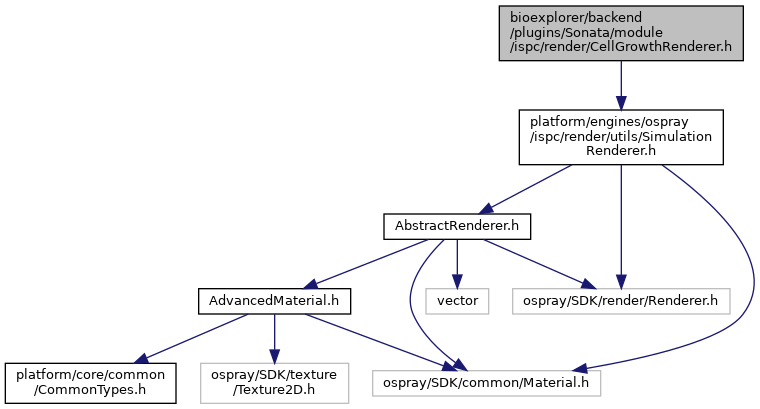 bioexplorer/backend
/plugins/Sonata/module
/ispc/render/CellGrowthRenderer.h
platform/engines/ospray
/ispc/render/utils/Simulation
Renderer.h
AbstractRenderer.h
AdvancedMaterial.h
vector
ospray/SDK/render/Renderer.h
platform/core/common
/CommonTypes.h
ospray/SDK/texture
/Texture2D.h
ospray/SDK/common/Material.h